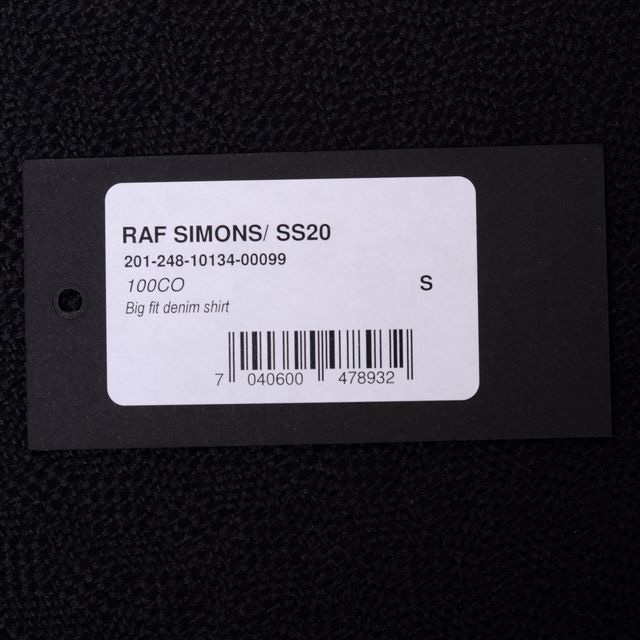 RAF SIMONS/ SS20
201-248-10134-00099
100CO
S
Big fit denim shirt
7 040600 478932